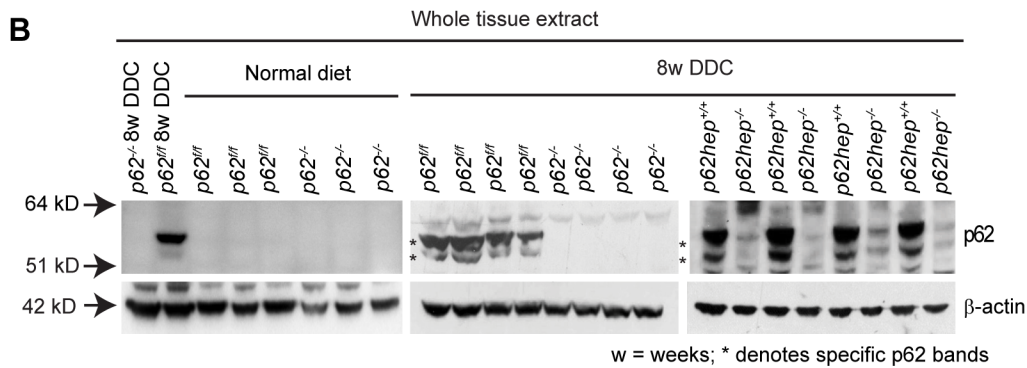 B
Whole tissue extract
Normal diet
8w DDC
p62-/- 8w DDC
p62f/f 8w DDC
p62f/f
p62f/f
p62f/f
p62-/-
p62-/-
p62-/-
p62f/f
p62f/f
p62f/f
p62f/f
p62-/-
p62-/-
p62-/-
p62-/-
p62hep+/+
p62hep-/-
p62hep+/+
p62hep-/-
p62hep+/+
p62hep-/-
p62hep+/+
p62hep-/-
64 kD
51 kD
42 kD
*
*
*
*
p62
β-actin
w = weeks; * denotes specific p62 bands